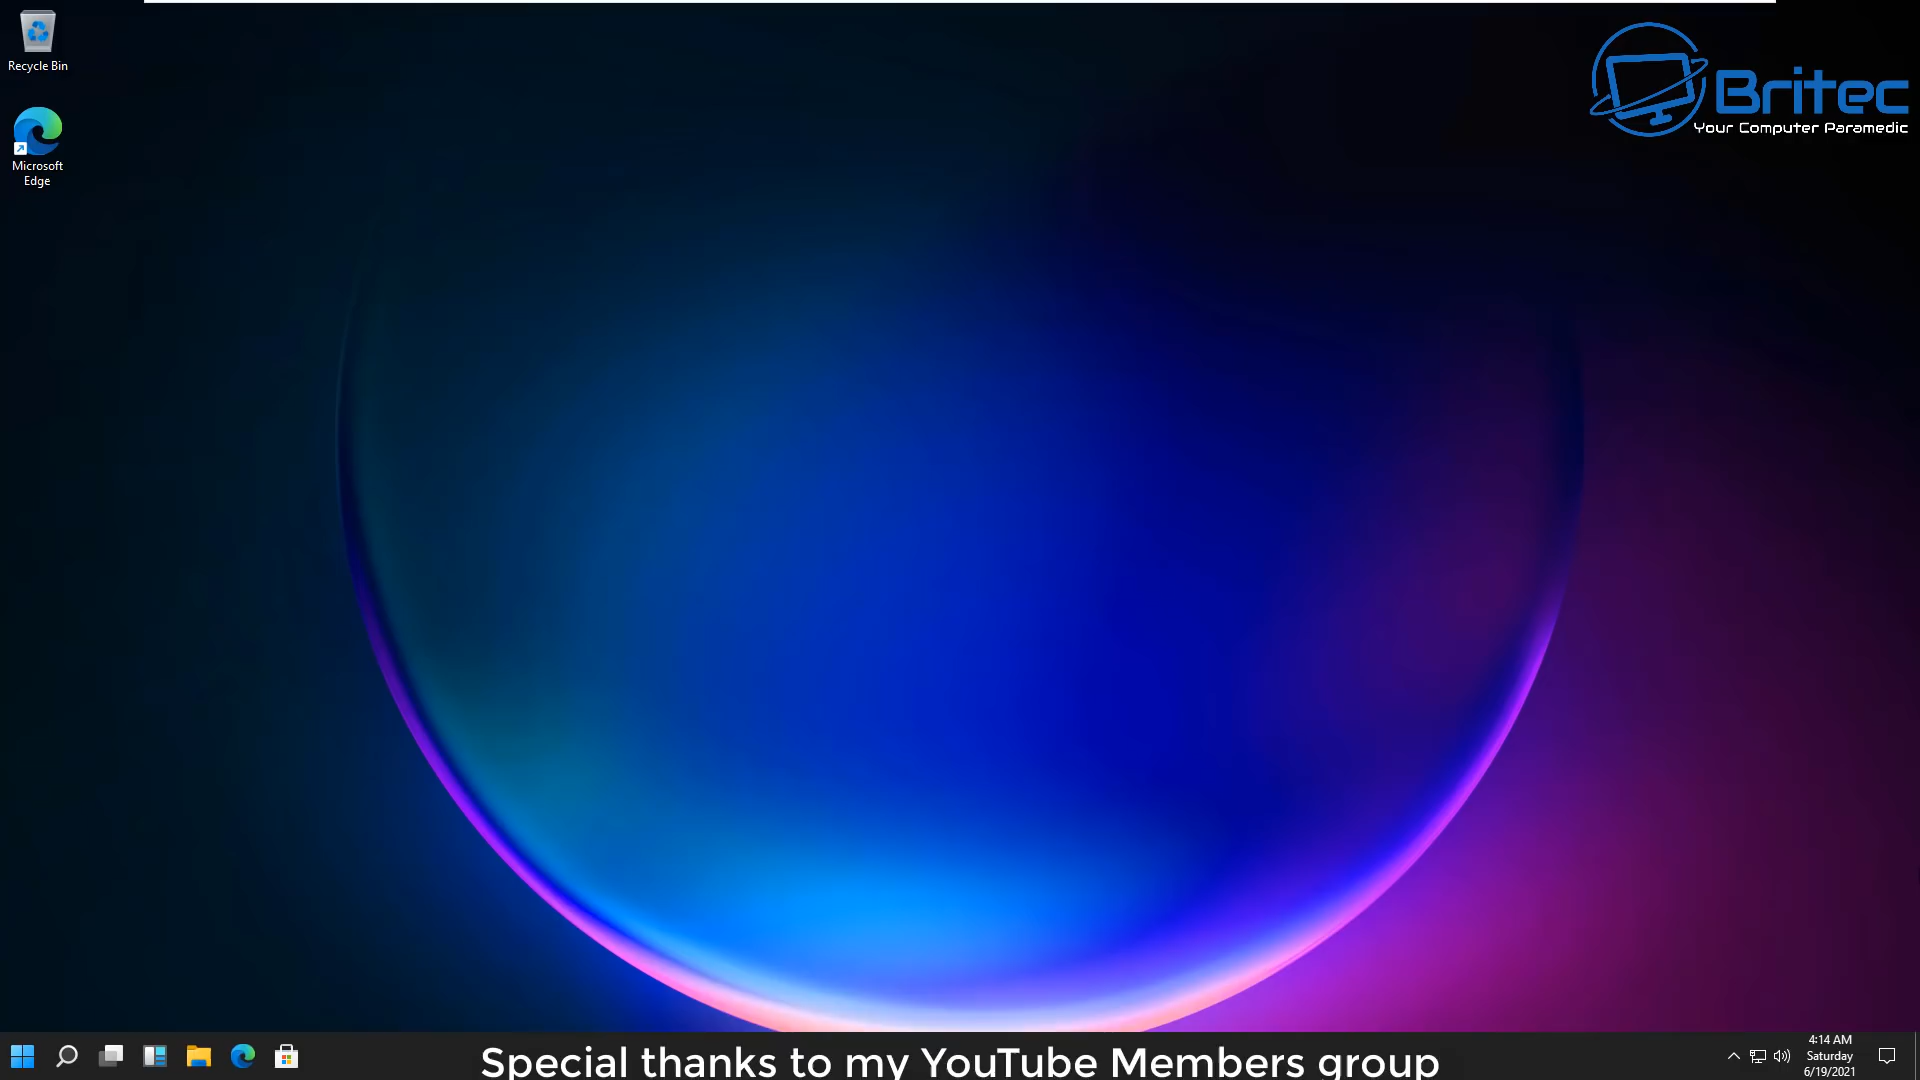 Recycle Bin
Microsoft
Edge
Britec
Your Computer Paramedic
Special thanks to my YouTube Members group
4:14 AM
Saturday
6/19/2021